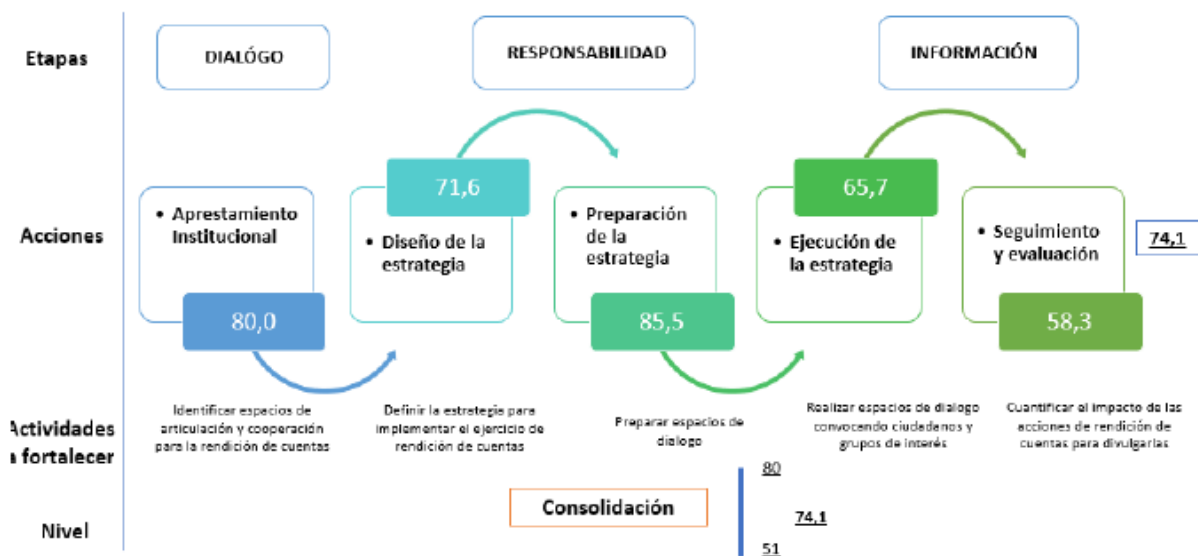 Etapas
DIALÓGO
RESPONSABILIDAD
INFORMACIÓN
Acciones
• Aprestamiento
Institucional
80,0
71,6
• Diseño de la
estrategia
• Preparación
de la
estrategia
85,5
65,7
• Ejecución de
la estrategia
• Seguimiento
y evaluación
58,3
74,1
Actividades
a fortalecer
Identificar espacios de
articulación y cooperación
para la rendición de cuentas
Definir la estrategia para
implementar el ejercicio de
rendición de cuentas
Preparar espacios de
dialogo
Realizar espacios de dialogo
convocando ciudadanos y
grupos de interés
Cuantificar el impacto de las
acciones de rendición de
cuentas para divulgarlas
Nivel
Consolidación
80
74,1
51